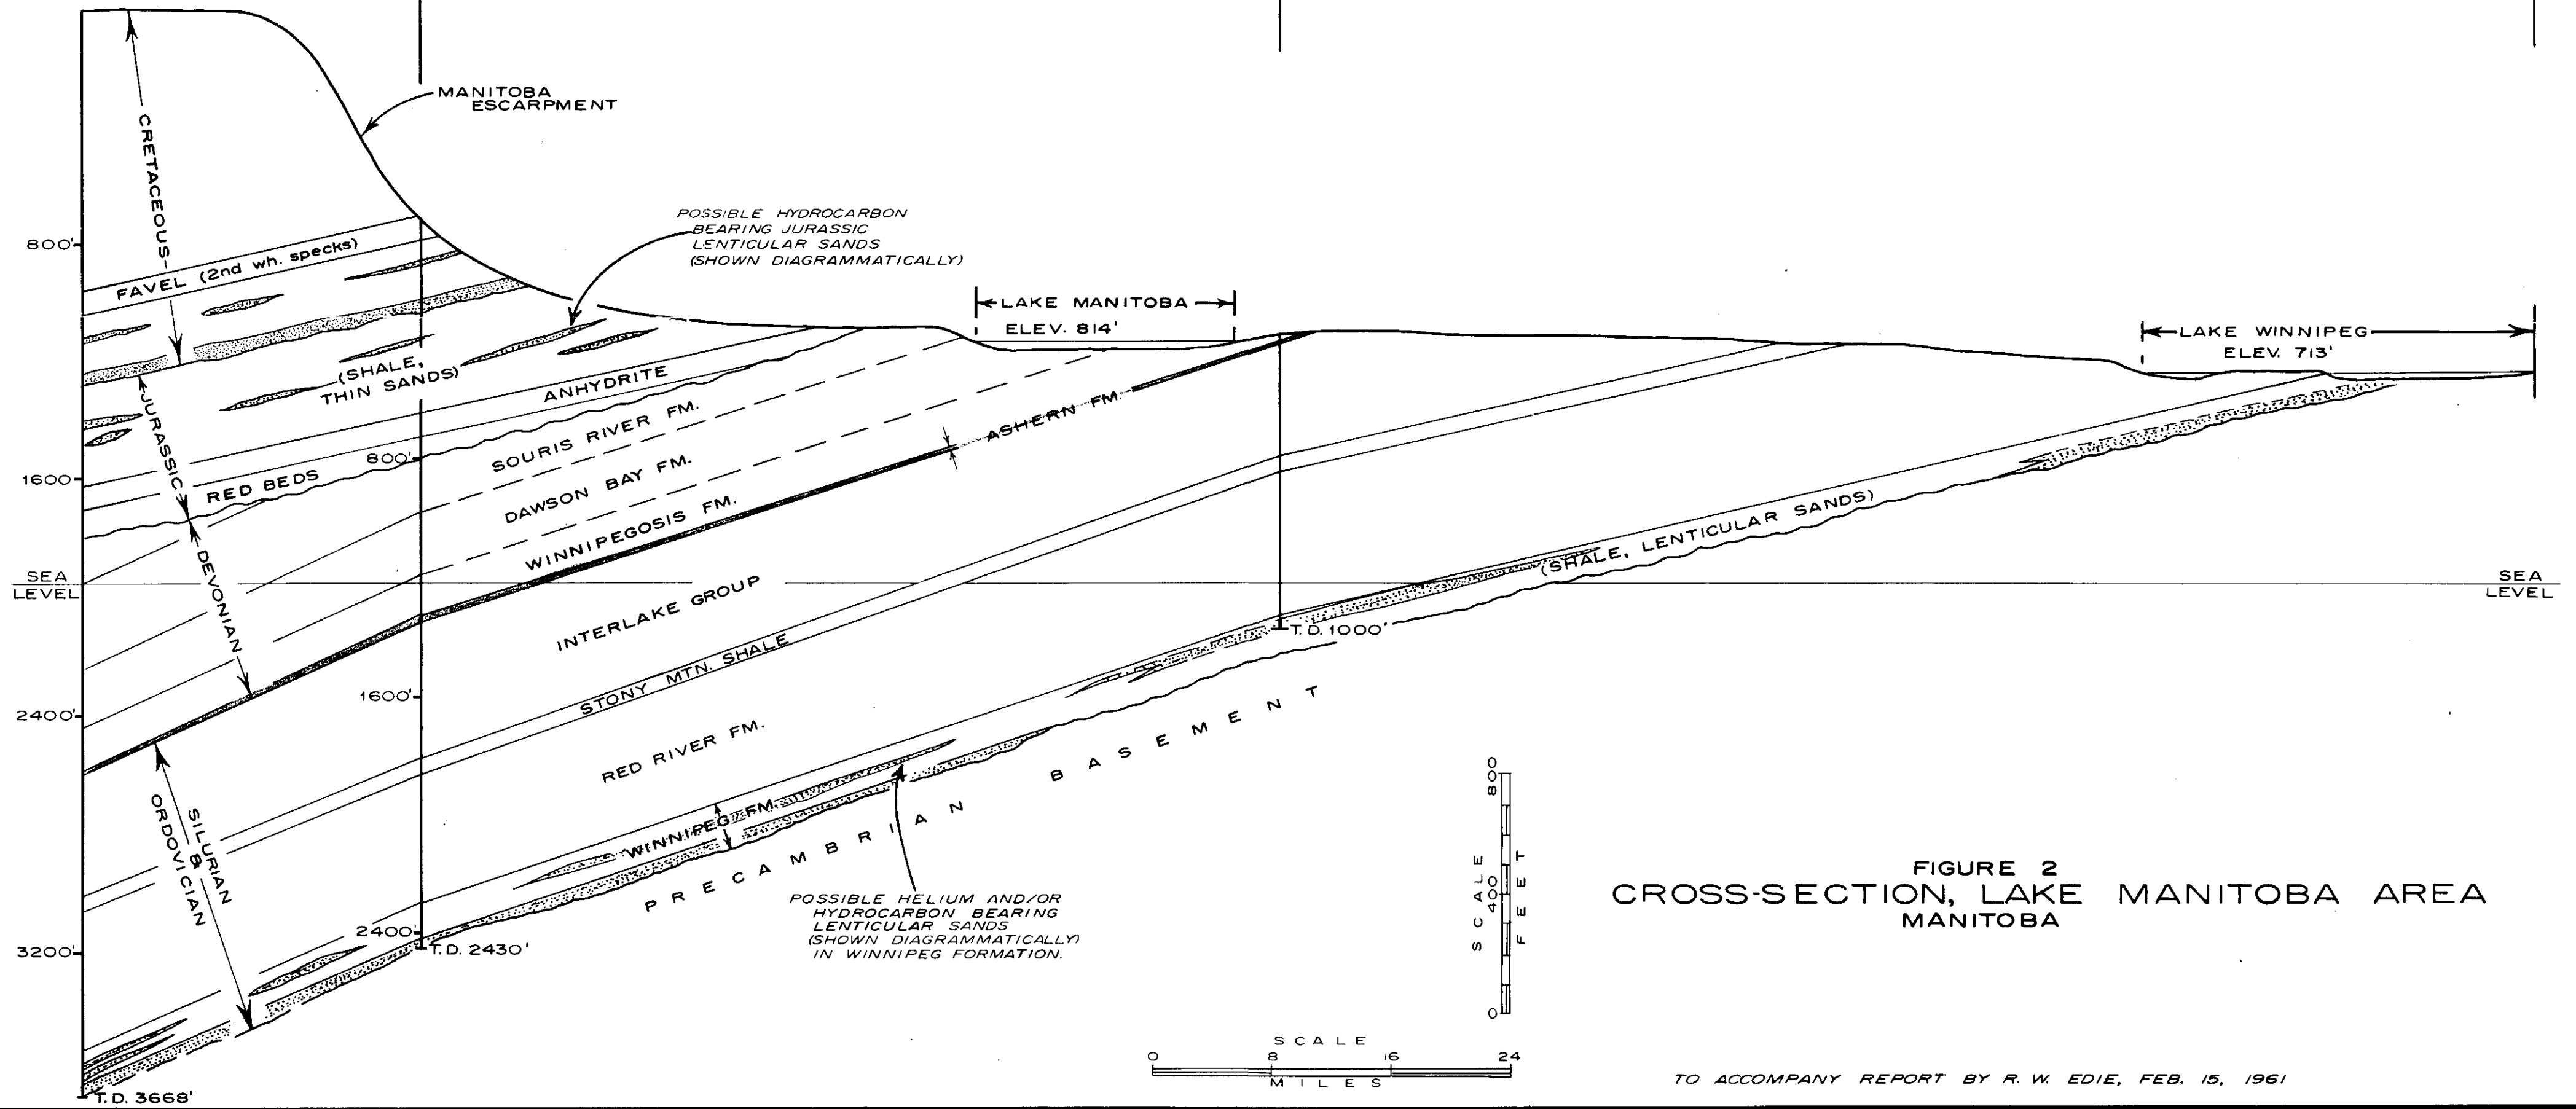 MANITOBA
ESCARPMENT
CRETACEOUS
POSSIBLE HYDROCARBON
BEARING JURASSIC
LENTICULAR SANDS
(SHOWN DIAGRAMMATICALLY)
800'
FAVEL (2nd wh. specks)
LAKE MANITOBA
ELEV. 814'
LAKE WINNIPEG
ELEV. 713'
(SHALE,
THIN SANDS)
ANHYDRITE
JURASSIC
SOURIS RIVER FM.
ASHERN FM.
800'
1600'
RED BEDS
DAWSON BAY FM.
WINNIPEGOSIS FM.
(SHALE, LENTICULAR SANDS)
DEVONIAN
SEA
LEVEL
SEA
LEVEL
INTERLAKE GROUP
T.D. 1000'
STONY MTN. SHALE
1600'
2400'
RED RIVER FM.
PRECAMBRIAN BASEMENT
WINNIPEG FM.
SILURIAN
&
ORDOVICIAN
2400'
T.D. 2430'
3200'
POSSIBLE HELIUM AND/OR
HYDROCARBON BEARING
LENTICULAR SANDS
(SHOWN DIAGRAMMATICALLY)
IN WINNIPEG FORMATION.
T.D. 3668'
800
400
0
SCALE
FEET
SCALE
0 8 16 24
MILES
FIGURE 2
CROSS-SECTION, LAKE MANITOBA AREA
MANITOBA
TO ACCOMPANY REPORT BY R. W. EDIE, FEB. 15, 1961